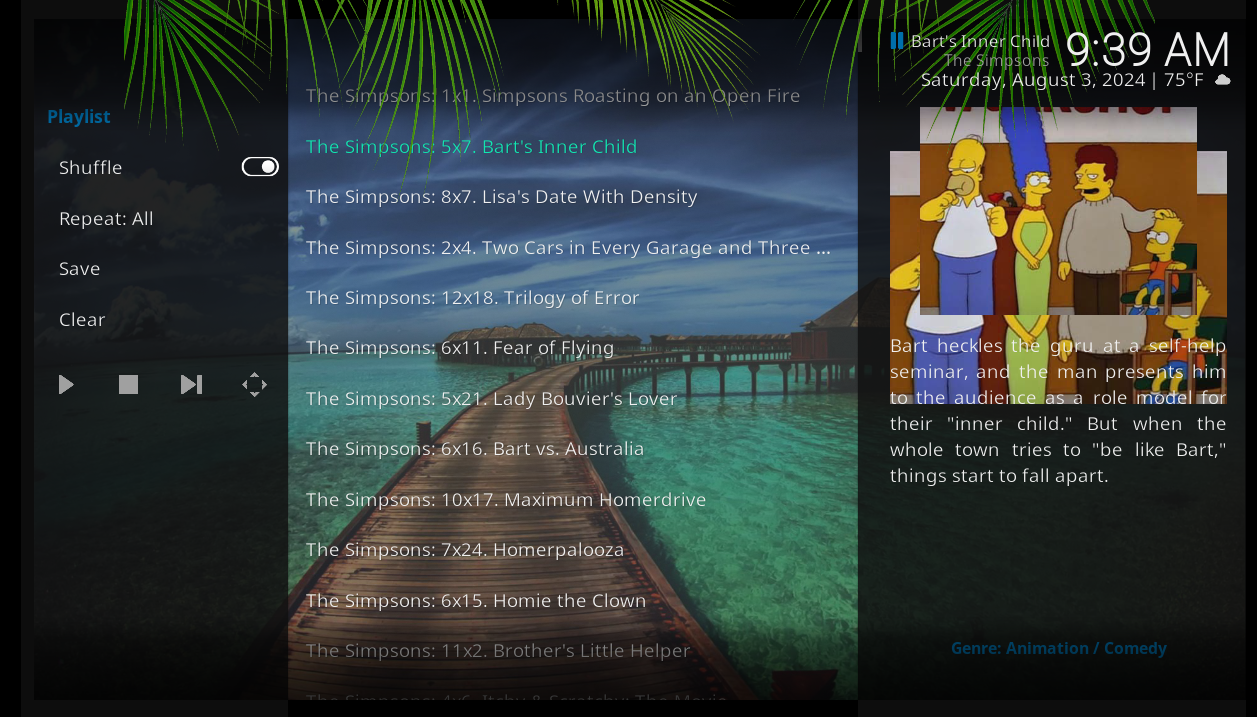 Playlist
Shuffle
Repeat: All
Save
Clear
The Simpsons: 1x1. Simpsons Roasting on an Open Fire
The Simpsons: 5x7. Bart's Inner Child
The Simpsons: 8x7. Lisa's Date With Density
The Simpsons: 2x4. Two Cars in Every Garage and Three ...
The Simpsons: 12x18. Trilogy of Error
The Simpsons: 6x11. Fear of Flying
The Simpsons: 5x21. Lady Bouvier's Lover
The Simpsons: 6x16. Bart vs. Australia
The Simpsons: 10x17. Maximum Homerdrive
The Simpsons: 7x24. Homerpalooza
The Simpsons: 6x15. Homie the Clown
The Simpsons: 11x2. Brother's Little Helper
The Simpsons: 4x6. Itchy & Scratchy: The Movie
Bart's Inner Child
The Simpsons
9:39 AM
Saturday, August 3, 2024 | 75°F
Bart heckles the guru at a self-help
seminar, and the man presents him
to the audience as a role model for
their "inner child." But when the
whole town tries to "be like Bart,"
things start to fall apart.
Genre: Animation / Comedy